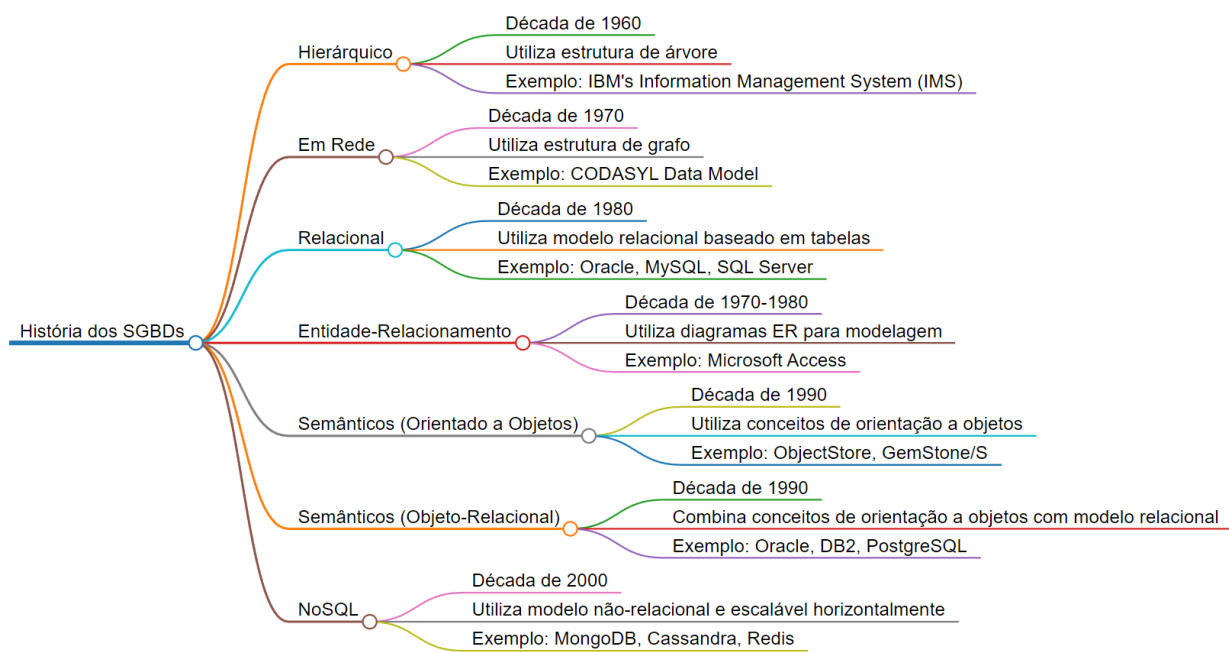 História dos SGBDs
Hierárquico
Década de 1960
Utiliza estrutura de árvore
Exemplo: IBM's Information Management System (IMS)
Em Rede
Década de 1970
Utiliza estrutura de grafo
Exemplo: CODASYL Data Model
Relacional
Década de 1980
Utiliza modelo relacional baseado em tabelas
Exemplo: Oracle, MySQL, SQL Server
Entidade-Relacionamento
Década de 1970-1980
Utiliza diagramas ER para modelagem
Exemplo: Microsoft Access
Semânticos (Orientado a Objetos)
Década de 1990
Utiliza conceitos de orientação a objetos
Exemplo: ObjectStore, GemStone/S
Semânticos (Objeto-Relacional)
Década de 1990
Combina conceitos de orientação a objetos com modelo relacional
Exemplo: Oracle, DB2, PostgreSQL
NoSQL
Década de 2000
Utiliza modelo não-relacional e escalável horizontalmente
Exemplo: MongoDB, Cassandra, Redis